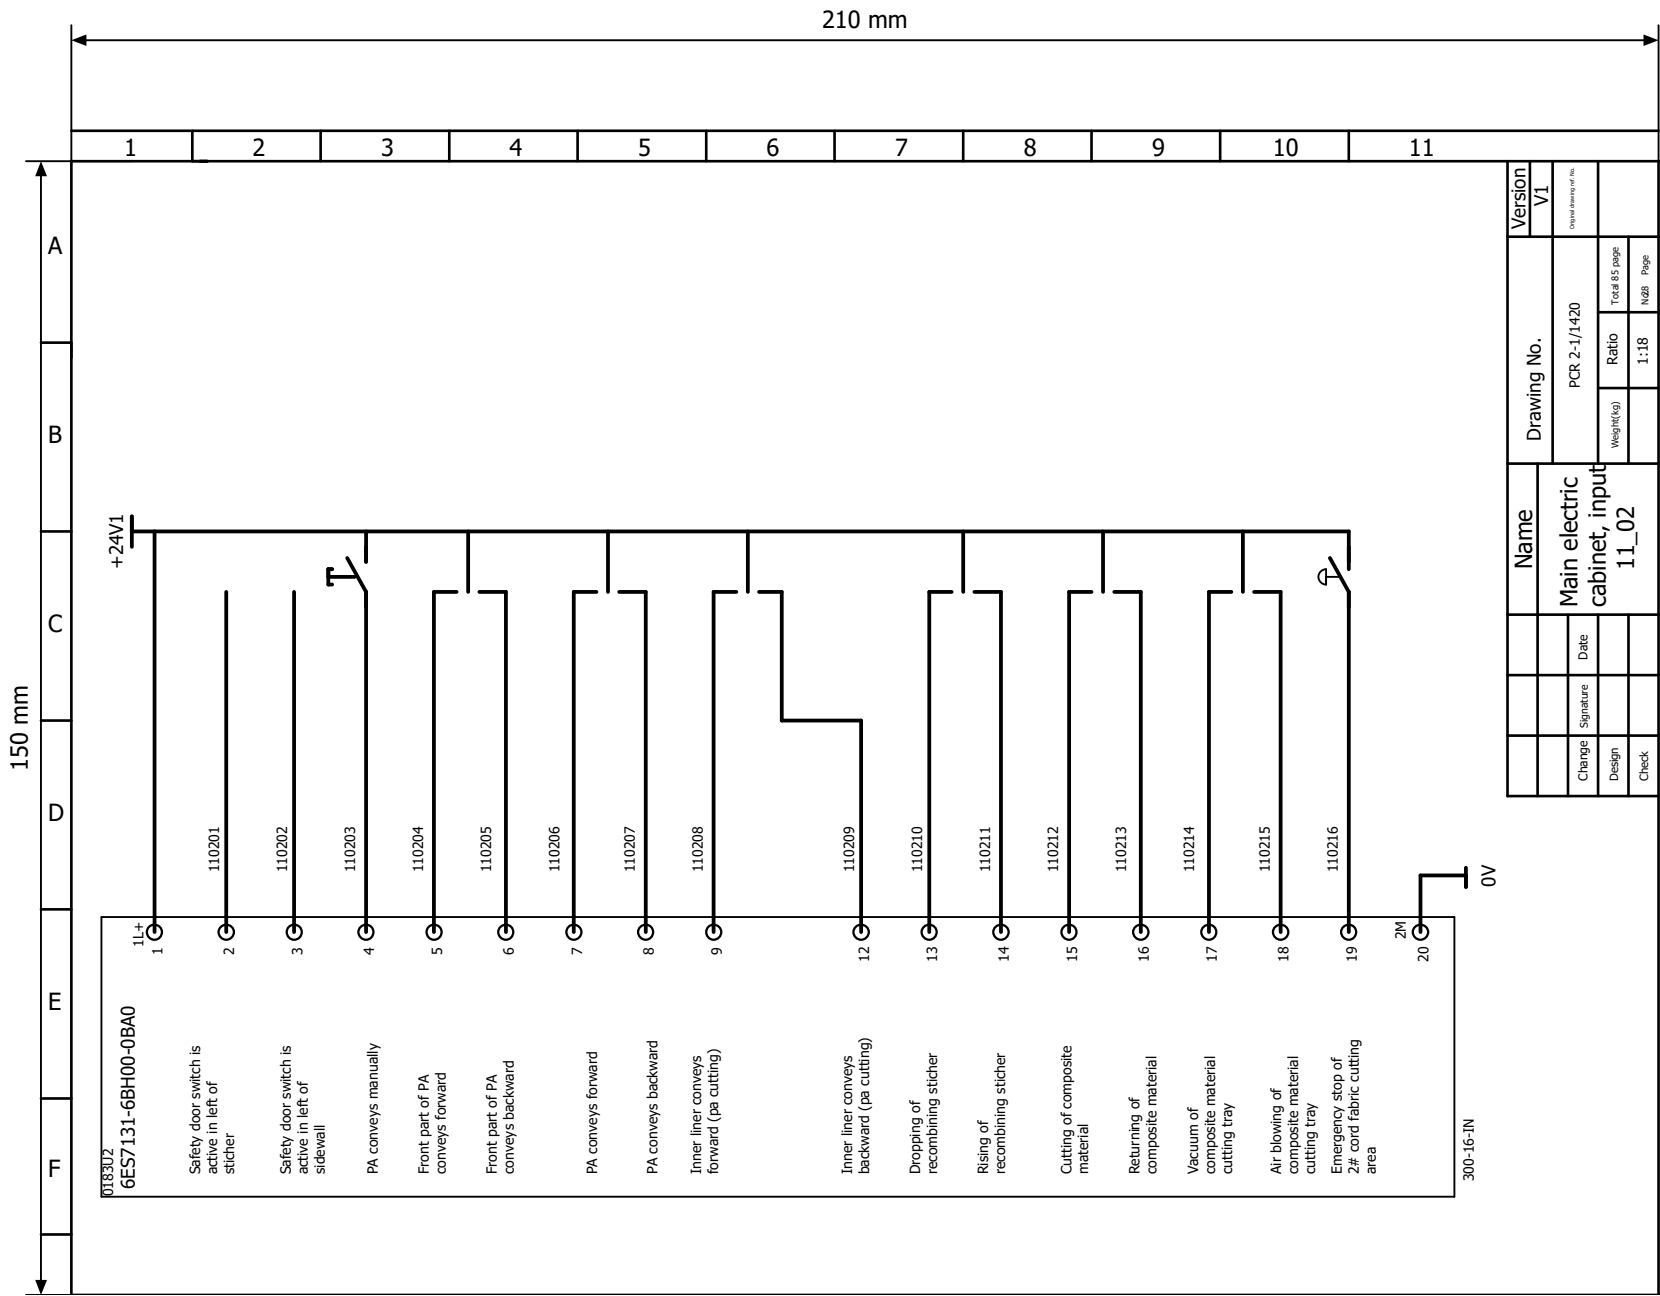 210 mm
150 mm
1
2
3
4
5
6
7
8
9
10
11
A
B
C
D
E
F
Version
V1
Original drawing ref. No.
Drawing No.
PCR 2-1/1420
Total 85 page
Page
Ratio
1:18
Weight(kg)
Name
Main electric
cabinet, input
11_02
Date
Signature
Change
Design
Check
+24V1
110201
110202
110203
110204
110205
110206
110207
110208
110209
110210
110211
110212
110213
110214
110215
110216
0V
1L+
2M
1
2
3
4
5
6
7
8
9
12
13
14
15
16
17
18
19
20
0183U2
6ES7131-6BH00-0BA0
Safety door switch is
active in left of
sticher
Safety door switch is
active in left of
sidewall
PA conveys manually
Front part of PA
conveys forward
Front part of PA
conveys backward
PA conveys forward
PA conveys backward
Inner liner conveys
forward (pa cutting)
Inner liner conveys
backward (pa cutting)
Dropping of
recombining sticher
Rising of
recombining sticher
Cutting of composite
material
Returning of
composite material
Vacuum of
composite material
cutting tray
Air blowing of
composite material
cutting tray
Emergency stop of
2# cord fabric cutting
area
300-16-IN